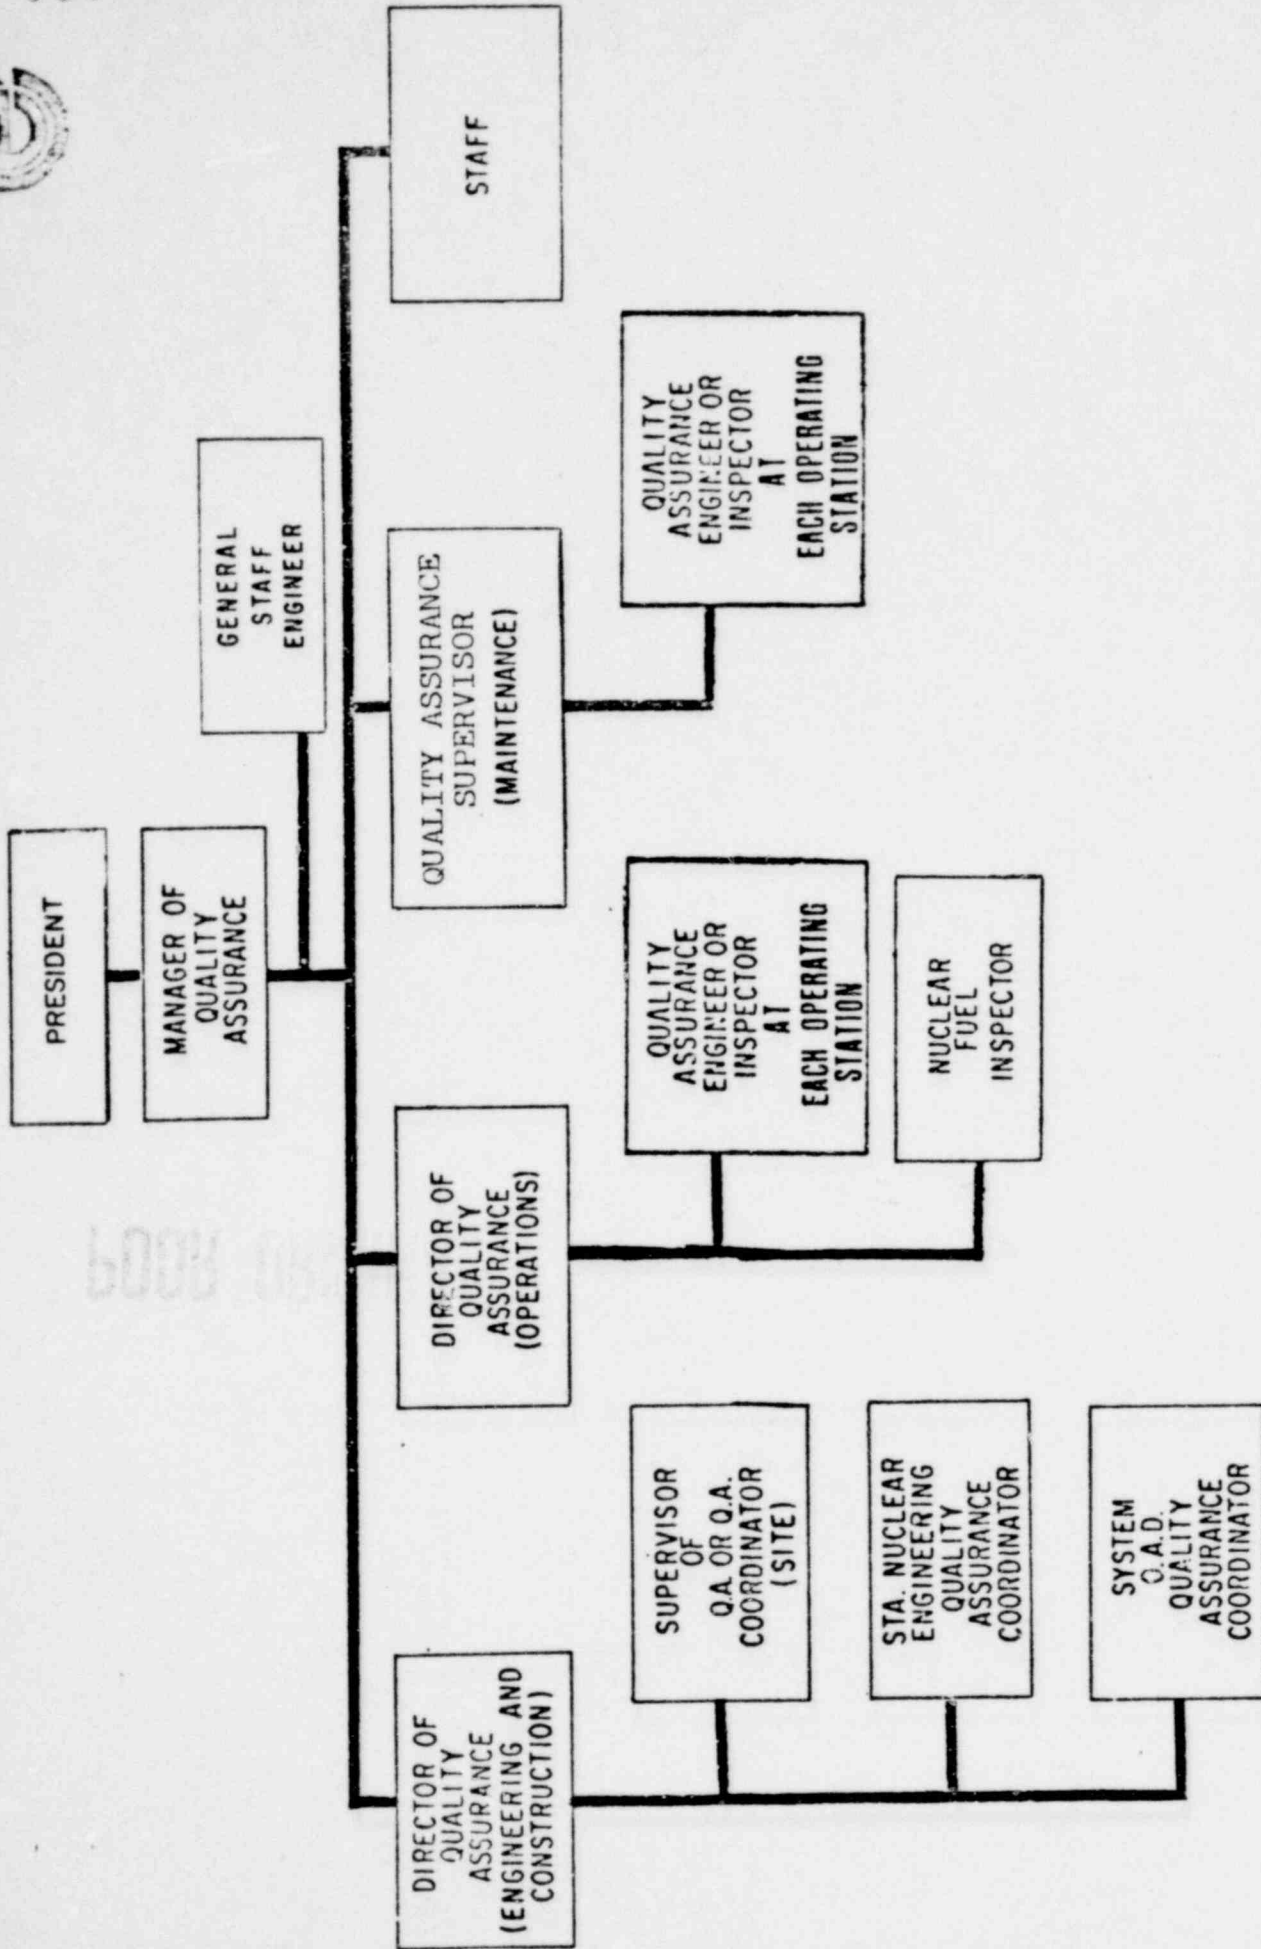 PRESIDENT
MANAGER OF
QUALITY
ASSURANCE
GENERAL
STAFF
ENGINEER
DIRECTOR OF
QUALITY
ASSURANCE
(ENGINEERING AND
CONSTRUCTION)
DIRECTOR OF
QUALITY
ASSURANCE
(OPERATIONS)
QUALITY ASSURANCE
SUPERVISOR
(MAINTENANCE)
STAFF
SUPERVISOR
OF
Q.A. OR Q.A.
COORDINATOR
(SITE)
STA. NUCLEAR
ENGINEERING
QUALITY
ASSURANCE
COORDINATOR
SYSTEM
O.A.D.
QUALITY
ASSURANCE
COORDINATOR
QUALITY
ASSURANCE
ENGINEER OR
INSPECTOR
AT
EACH OPERATING
STATION
NUCLEAR
FUEL
INSPECTOR
QUALITY
ASSURANCE
ENGINEER OR
INSPECTOR
AT
EACH OPERATING
STATION
POOR